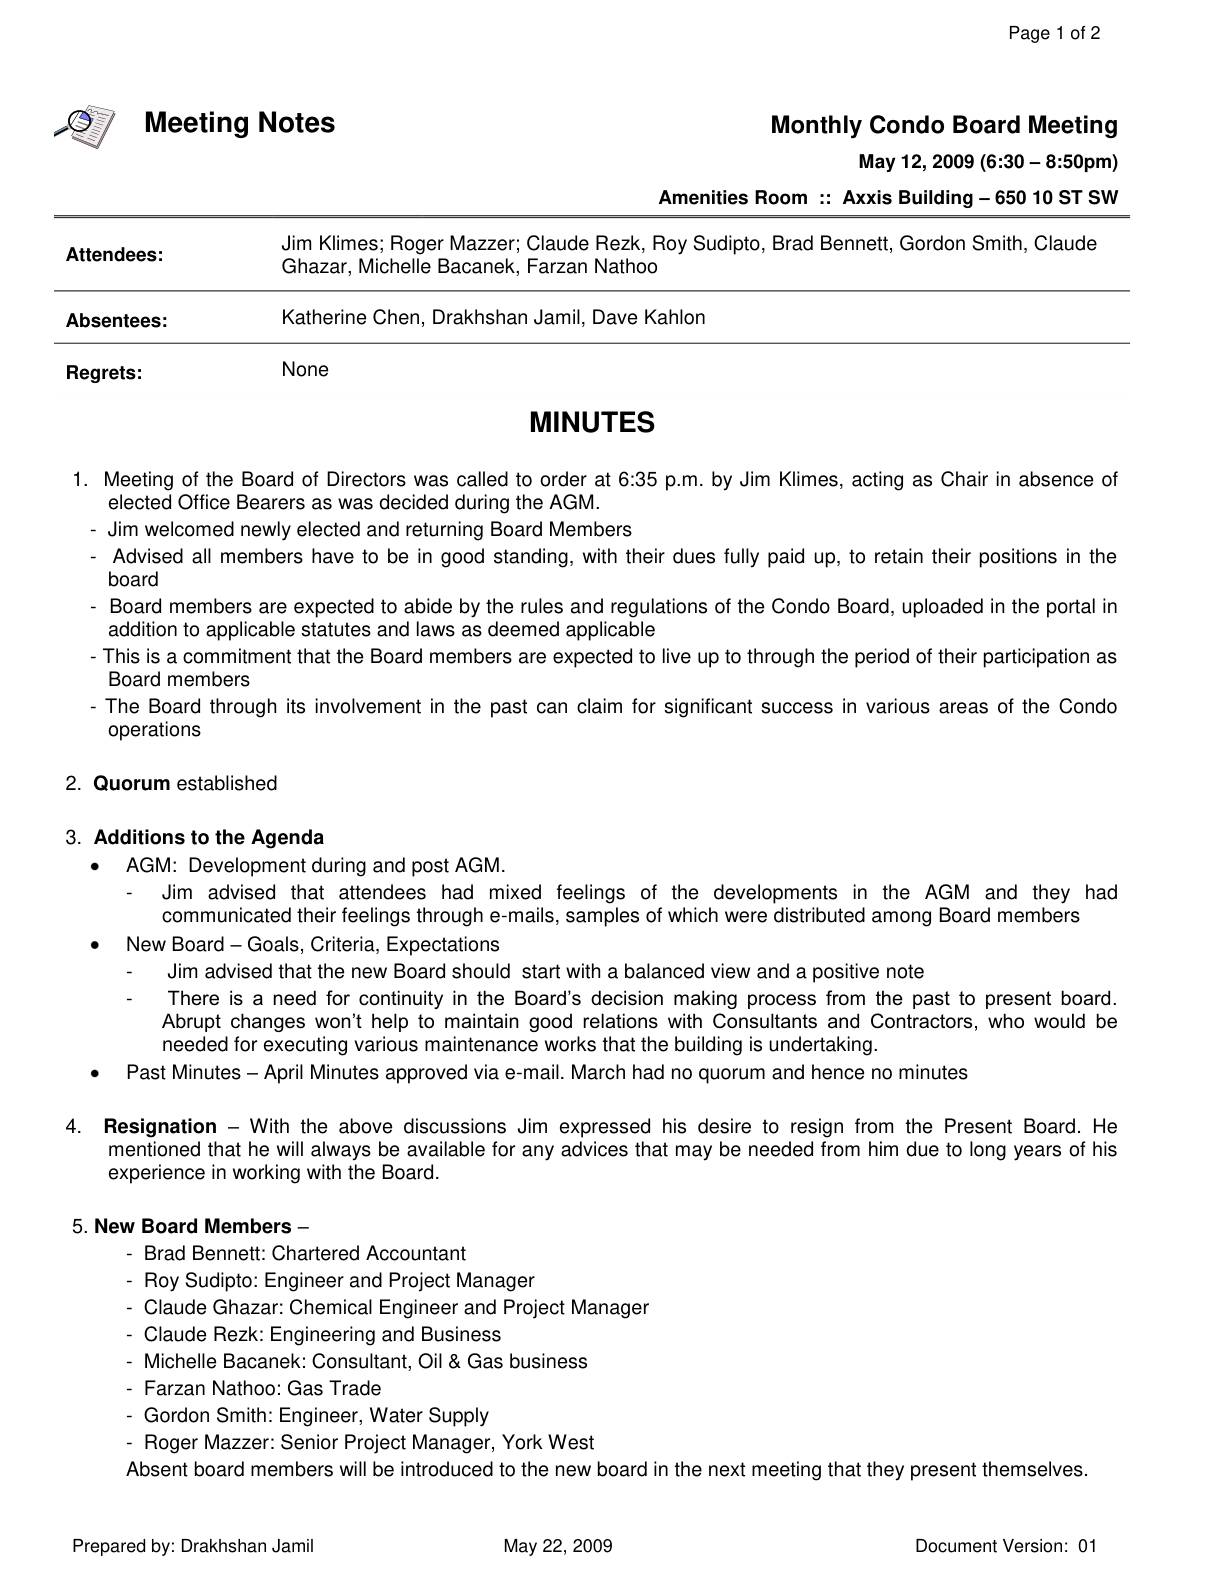 Page 1 of 2
Meeting Notes
Monthly Condo Board Meeting
May 12, 2009 (6:30 – 8:50pm)
Amenities Room :: Axxis Building – 650 10 ST SW
Attendees:
Jim Klimes; Roger Mazzer; Claude Rezk, Roy Sudipto, Brad Bennett, Gordon Smith, Claude
Ghazar, Michelle Bacanek, Farzan Nathoo
Absentees:
Katherine Chen, Drakhshan Jamil, Dave Kahlon
Regrets:
None
MINUTES
1. Meeting of the Board of Directors was called to order at 6:35 p.m. by Jim Klimes, acting as Chair in absence of
elected Office Bearers as was decided during the AGM.
- Jim welcomed newly elected and returning Board Members
- Advised all members have to be in good standing, with their dues fully paid up, to retain their positions in the
board
- Board members are expected to abide by the rules and regulations of the Condo Board, uploaded in the portal in
addition to applicable statutes and laws as deemed applicable
- This is a commitment that the Board members are expected to live up to through the period of their participation as
Board members
- The Board through its involvement in the past can claim for significant success in various areas of the Condo
operations
2. Quorum established
3. Additions to the Agenda
• AGM: Development during and post AGM.
- Jim advised that attendees had mixed feelings of the developments in the AGM and they had
communicated their feelings through e-mails, samples of which were distributed among Board members
• New Board – Goals, Criteria, Expectations
- Jim advised that the new Board should start with a balanced view and a positive note
- There is a need for continuity in the Board's decision making process from the past to present board.
Abrupt changes won't help to maintain good relations with Consultants and Contractors, who would be
needed for executing various maintenance works that the building is undertaking.
• Past Minutes – April Minutes approved via e-mail. March had no quorum and hence no minutes
4. Resignation – With the above discussions Jim expressed his desire to resign from the Present Board. He
mentioned that he will always be available for any advices that may be needed from him due to long years of his
experience in working with the Board.
5. New Board Members –
- Brad Bennett: Chartered Accountant
- Roy Sudipto: Engineer and Project Manager
- Claude Ghazar: Chemical Engineer and Project Manager
- Claude Rezk: Engineering and Business
- Michelle Bacanek: Consultant, Oil & Gas business
- Farzan Nathoo: Gas Trade
- Gordon Smith: Engineer, Water Supply
- Roger Mazzer: Senior Project Manager, York West
Absent board members will be introduced to the new board in the next meeting that they present themselves.
Prepared by: Drakhshan Jamil May 22, 2009 Document Version: 01